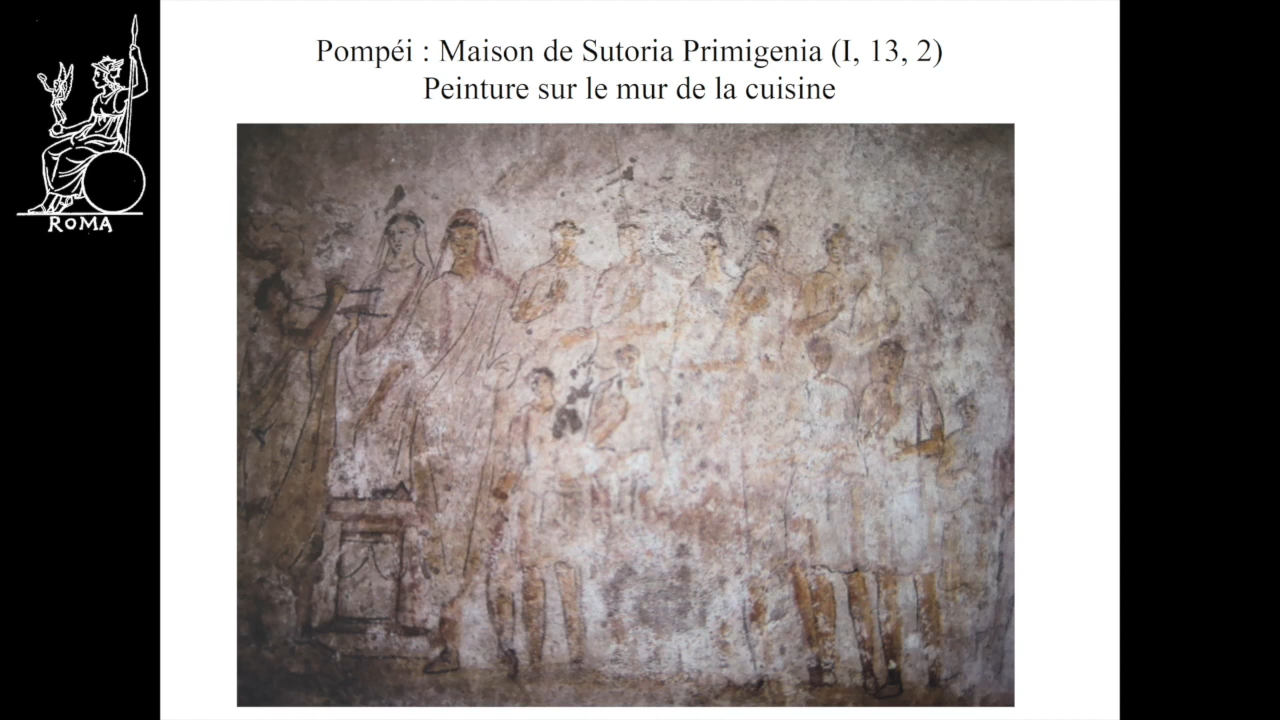 Pompéi : Maison de Sutoria Primigenia (I, 13, 2)
Peinture sur le mur de la cuisine
ROMA